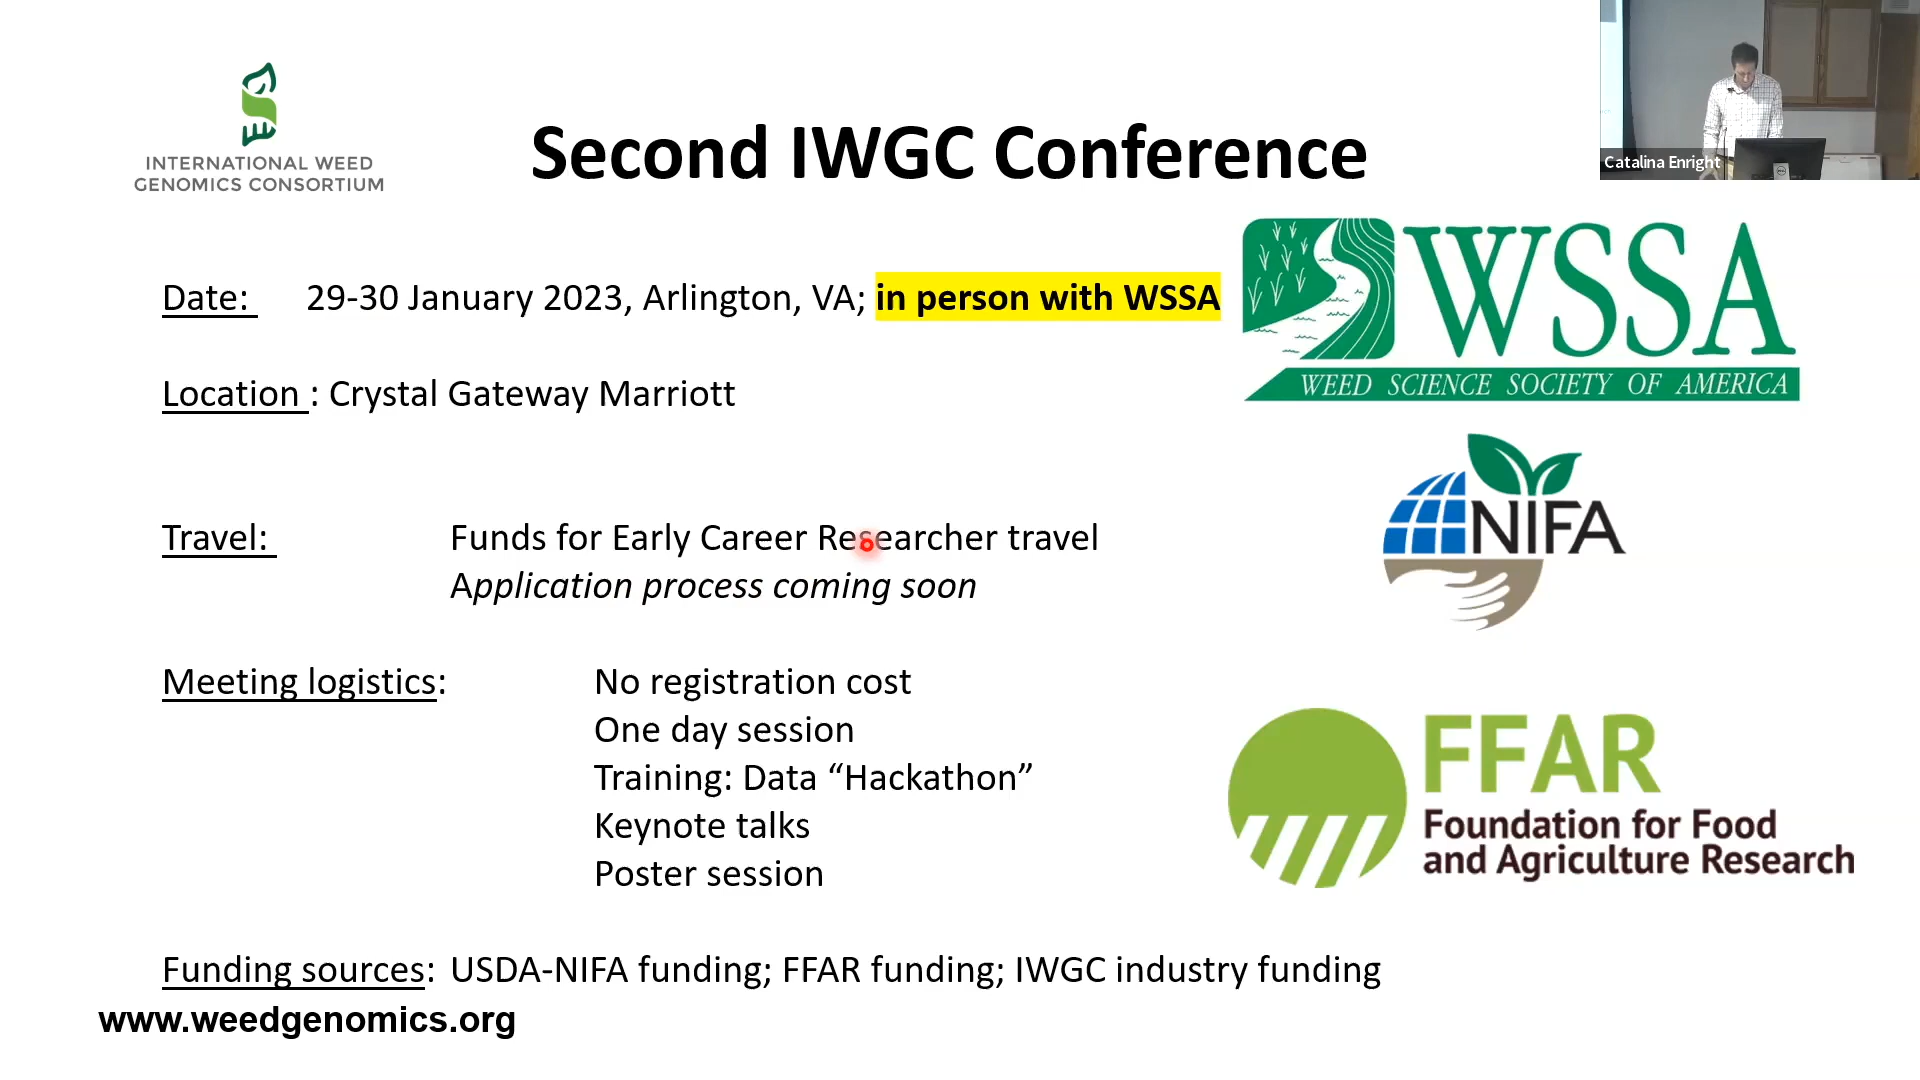 INTERNATIONAL WEED
GENOMICS CONSORTIUM
Second IWGC Conference
Catalina Enright
Date: 29-30 January 2023, Arlington, VA; in person with WSSA
WSSA
WEED SCIENCE SOCIETY OF AMERICA
Location : Crystal Gateway Marriott
NIFA
Travel: Funds for Early Career Researcher travel
Application process coming soon
Meeting logistics: No registration cost
One day session
Training: Data “Hackathon”
Keynote talks
Poster session
FFAR
Foundation for Food
and Agriculture Research
Funding sources: USDA-NIFA funding; FFAR funding; IWGC industry funding
www.weedgenomics.org